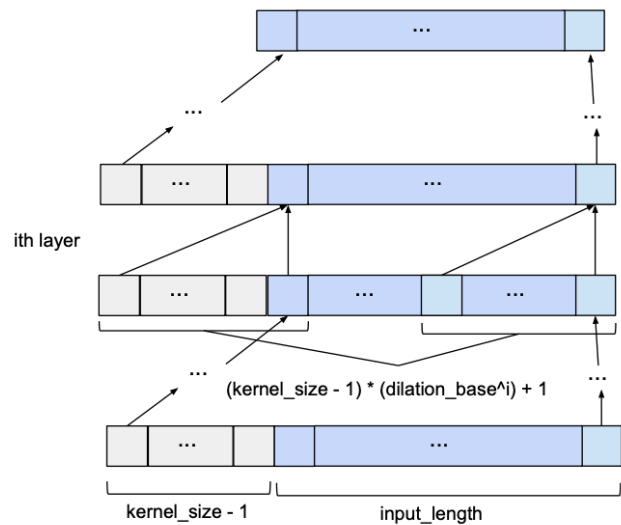 ...
...
...
... ...
ith layer
... ... ...
...
...
(kernel_size - 1) * (dilation_base^i) + 1
... ...
kernel_size - 1
input_length